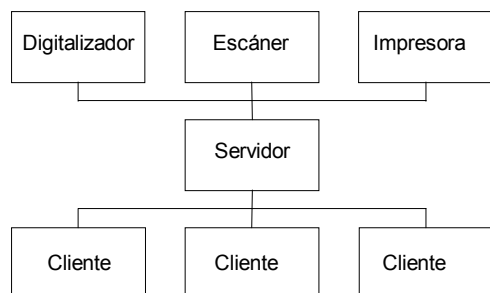 Digitalizador
Escáner
Impresora
Servidor
Cliente
Cliente
Cliente